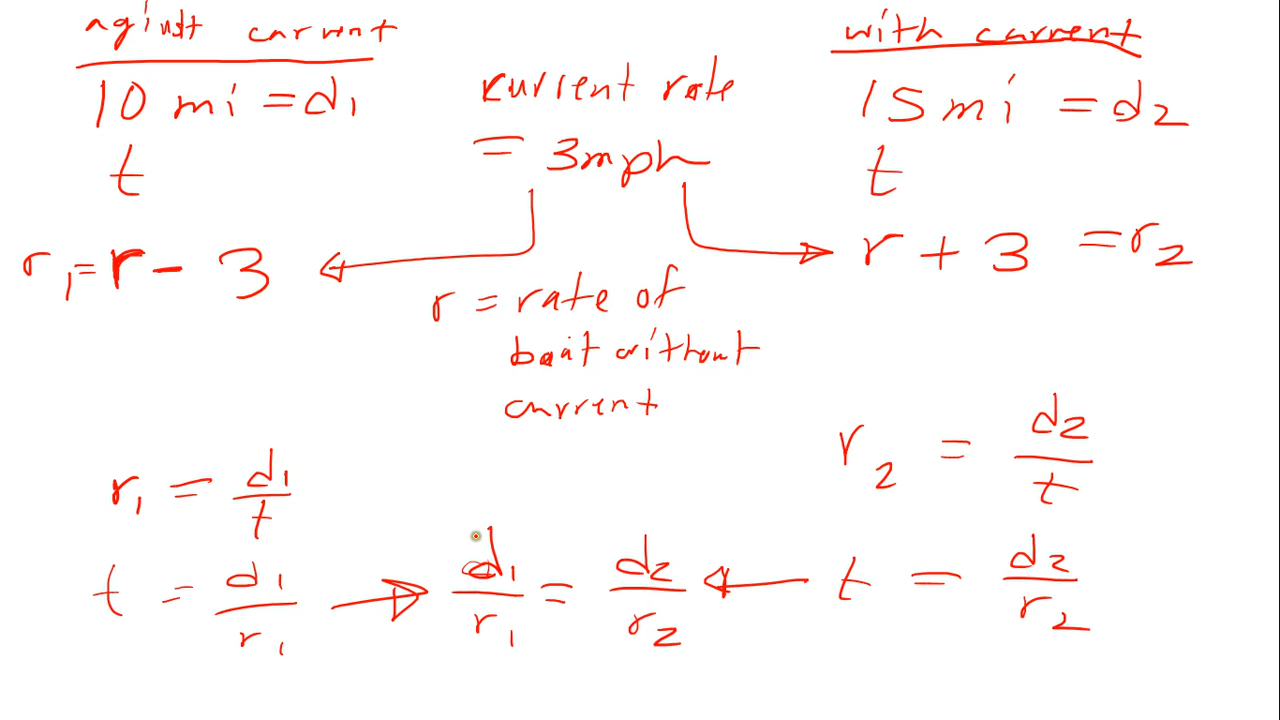 aginst current
10 mi = d1
t
r1 = r - 3
current rate
= 3mph
with current
15 mi = d2
t
r + 3 = r2
r = rate of
boat without
current
r1 = d1/t
t = d1/r1
d1/r1 = d2/r2
r2 = d2/t
t = d2/r2